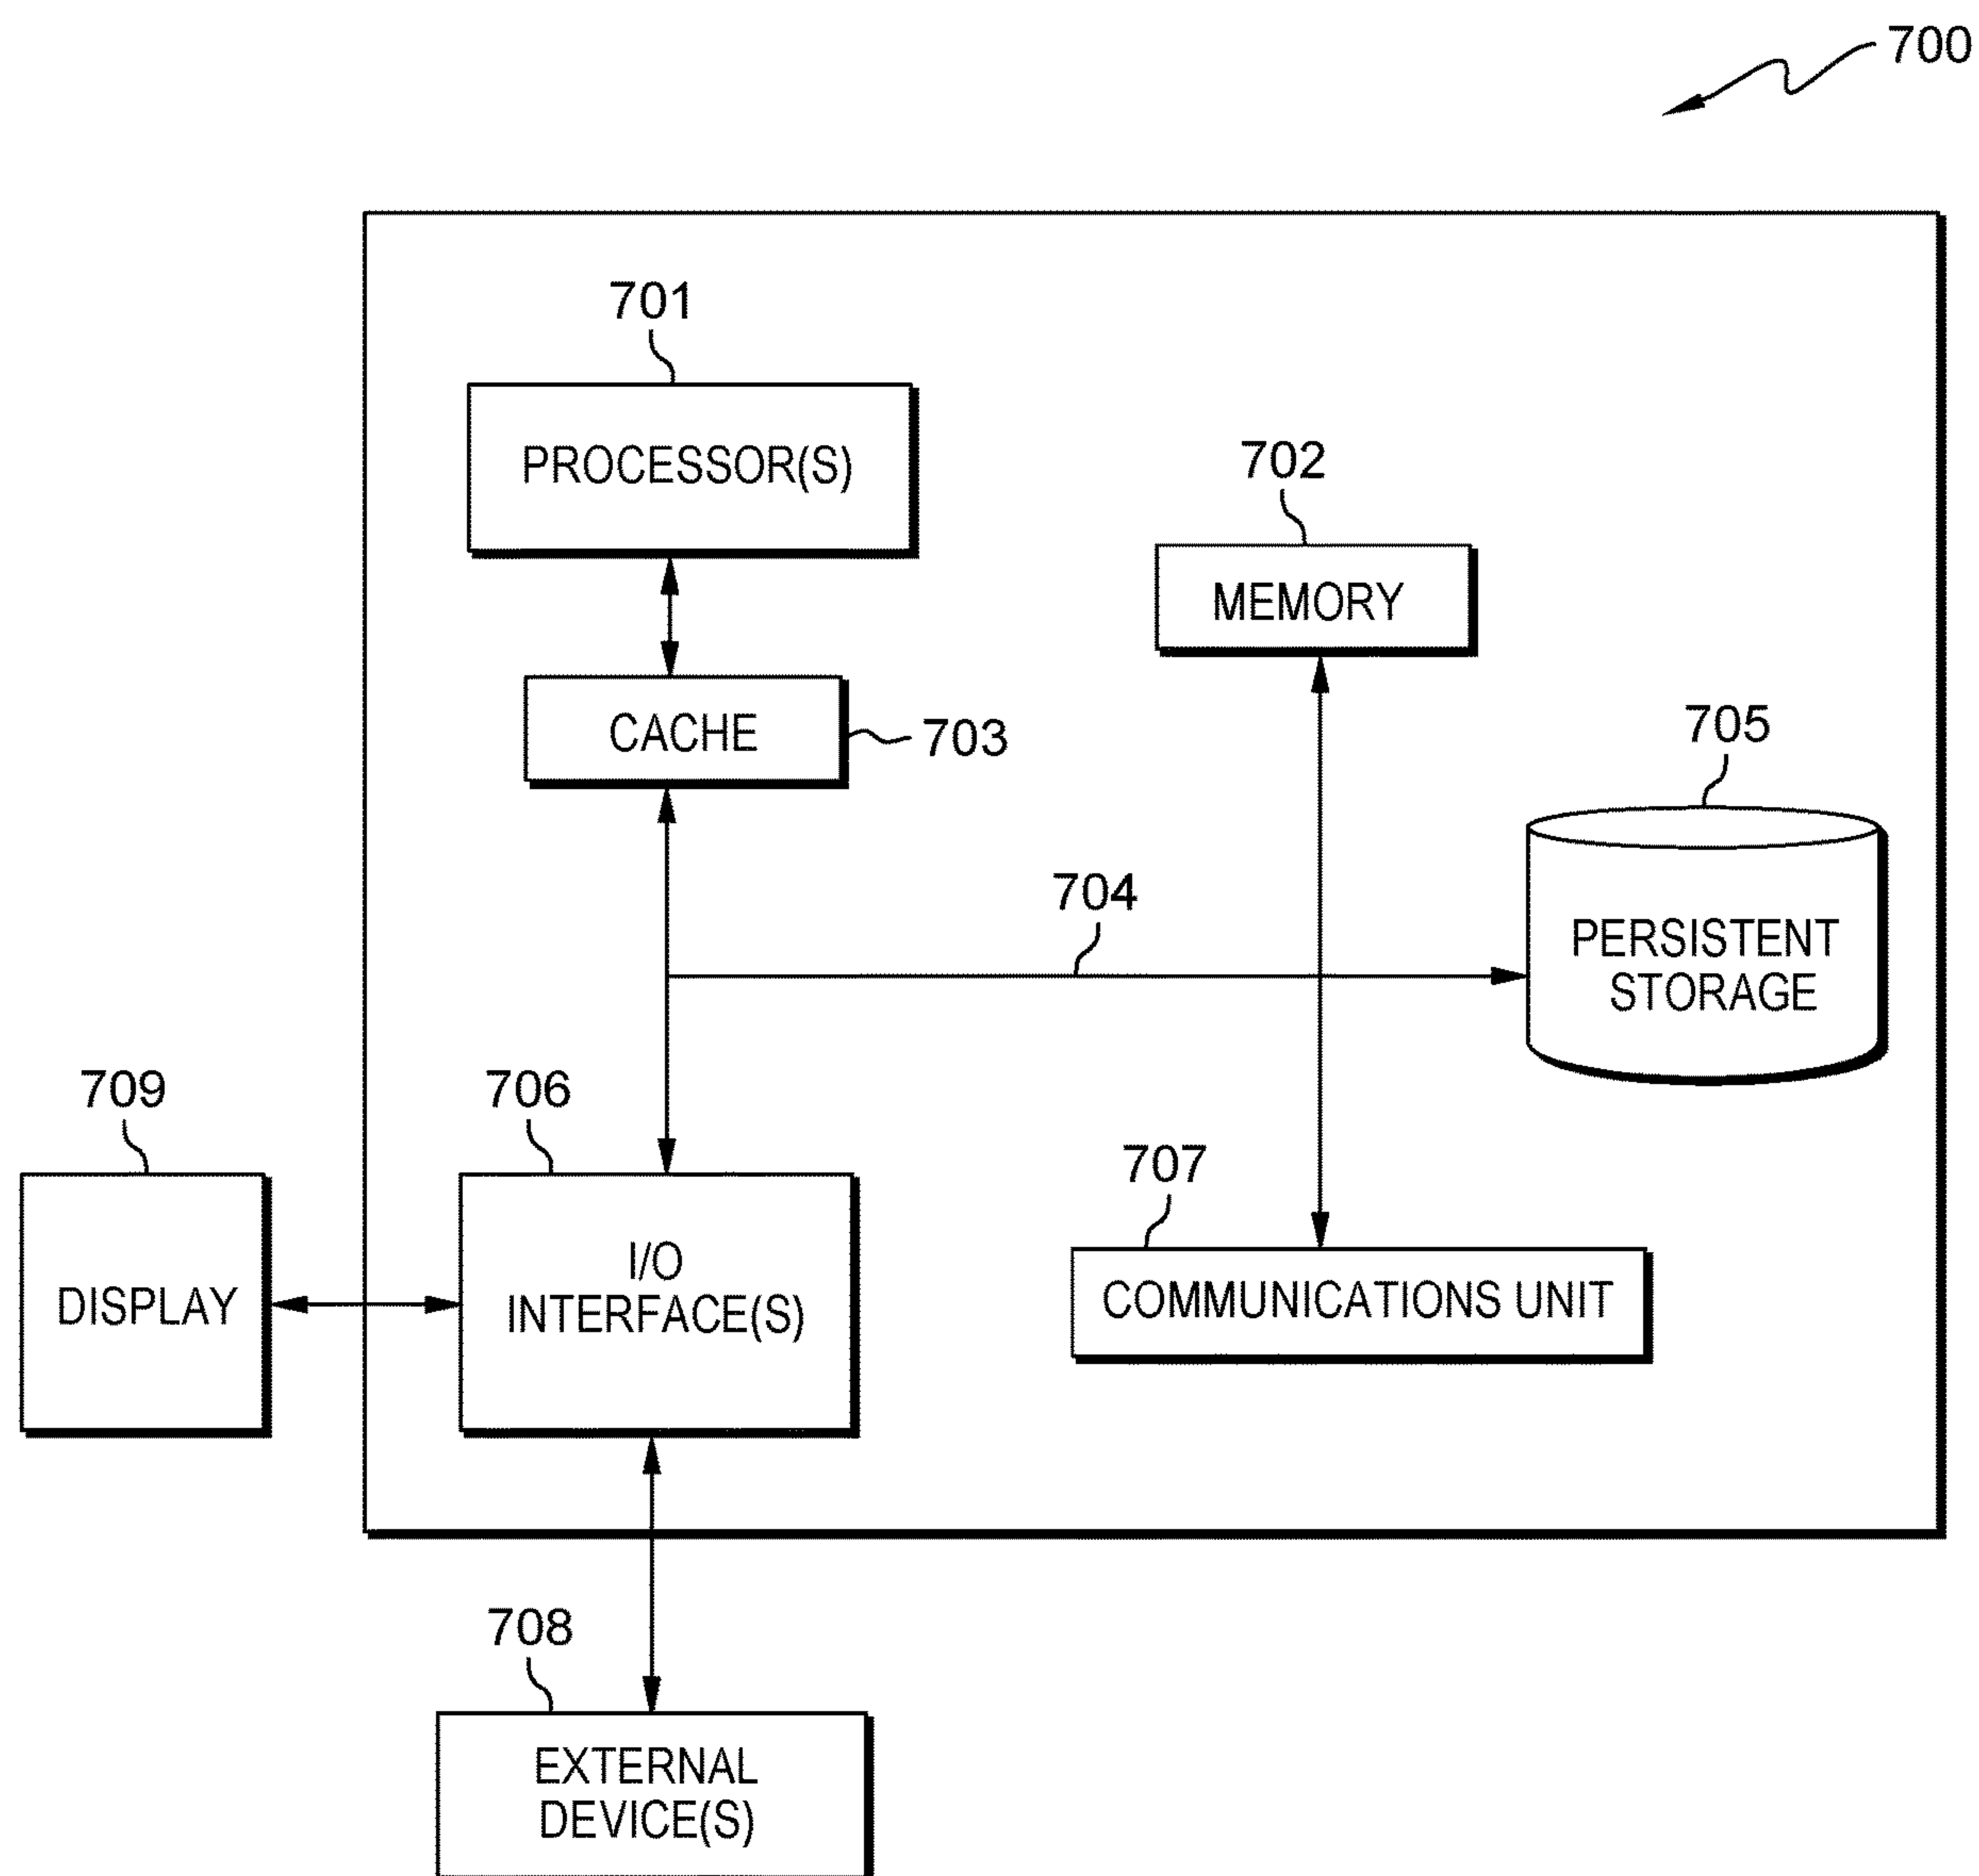 700
701
PROCESSOR(S)
702
MEMORY
CACHE
703
705
704
PERSISTENT
STORAGE
709
706
707
I/O
INTERFACE(S)
DISPLAY
COMMUNICATIONS UNIT
708
EXTERNAL
DEVICE(S)